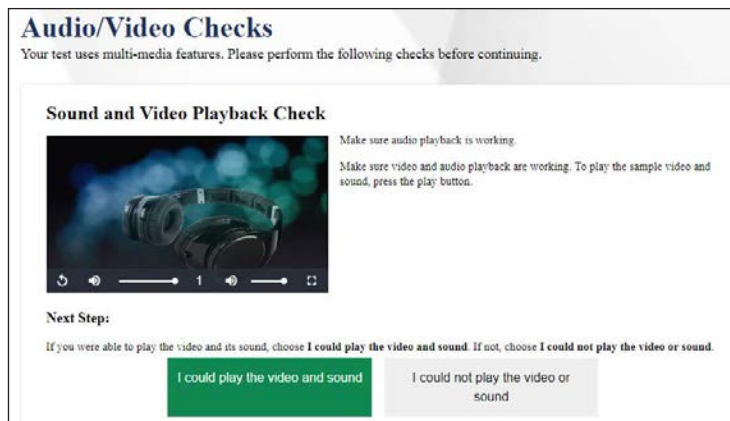 Audio/Video Checks
Your test uses multi-media features. Please perform the following checks before continuing.
Sound and Video Playback Check
Make sure audio playback is working.
Make sure video and audio playback are working. To play the sample video and
sound, press the play button.
1
Next Step:
If you were able to play the video and its sound, choose I could play the video and sound. If not, choose I could not play the video or sound.
I could play the video and sound
I could not play the video or
sound